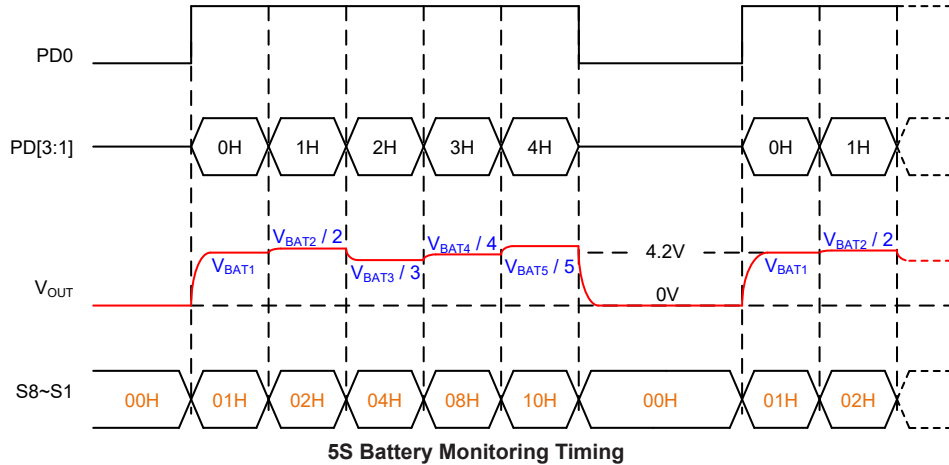 PD0
PD[3:1]
0H 1H 2H 3H 4H 0H 1H
VBAT1 VBAT2 / 2 VBAT3 / 3 VBAT4 / 4 VBAT5 / 5 4.2V VBAT1 VBAT2 / 2
VOUT
0V
S8~S1
00H 01H 02H 04H 08H 10H 00H 01H 02H
5S Battery Monitoring Timing